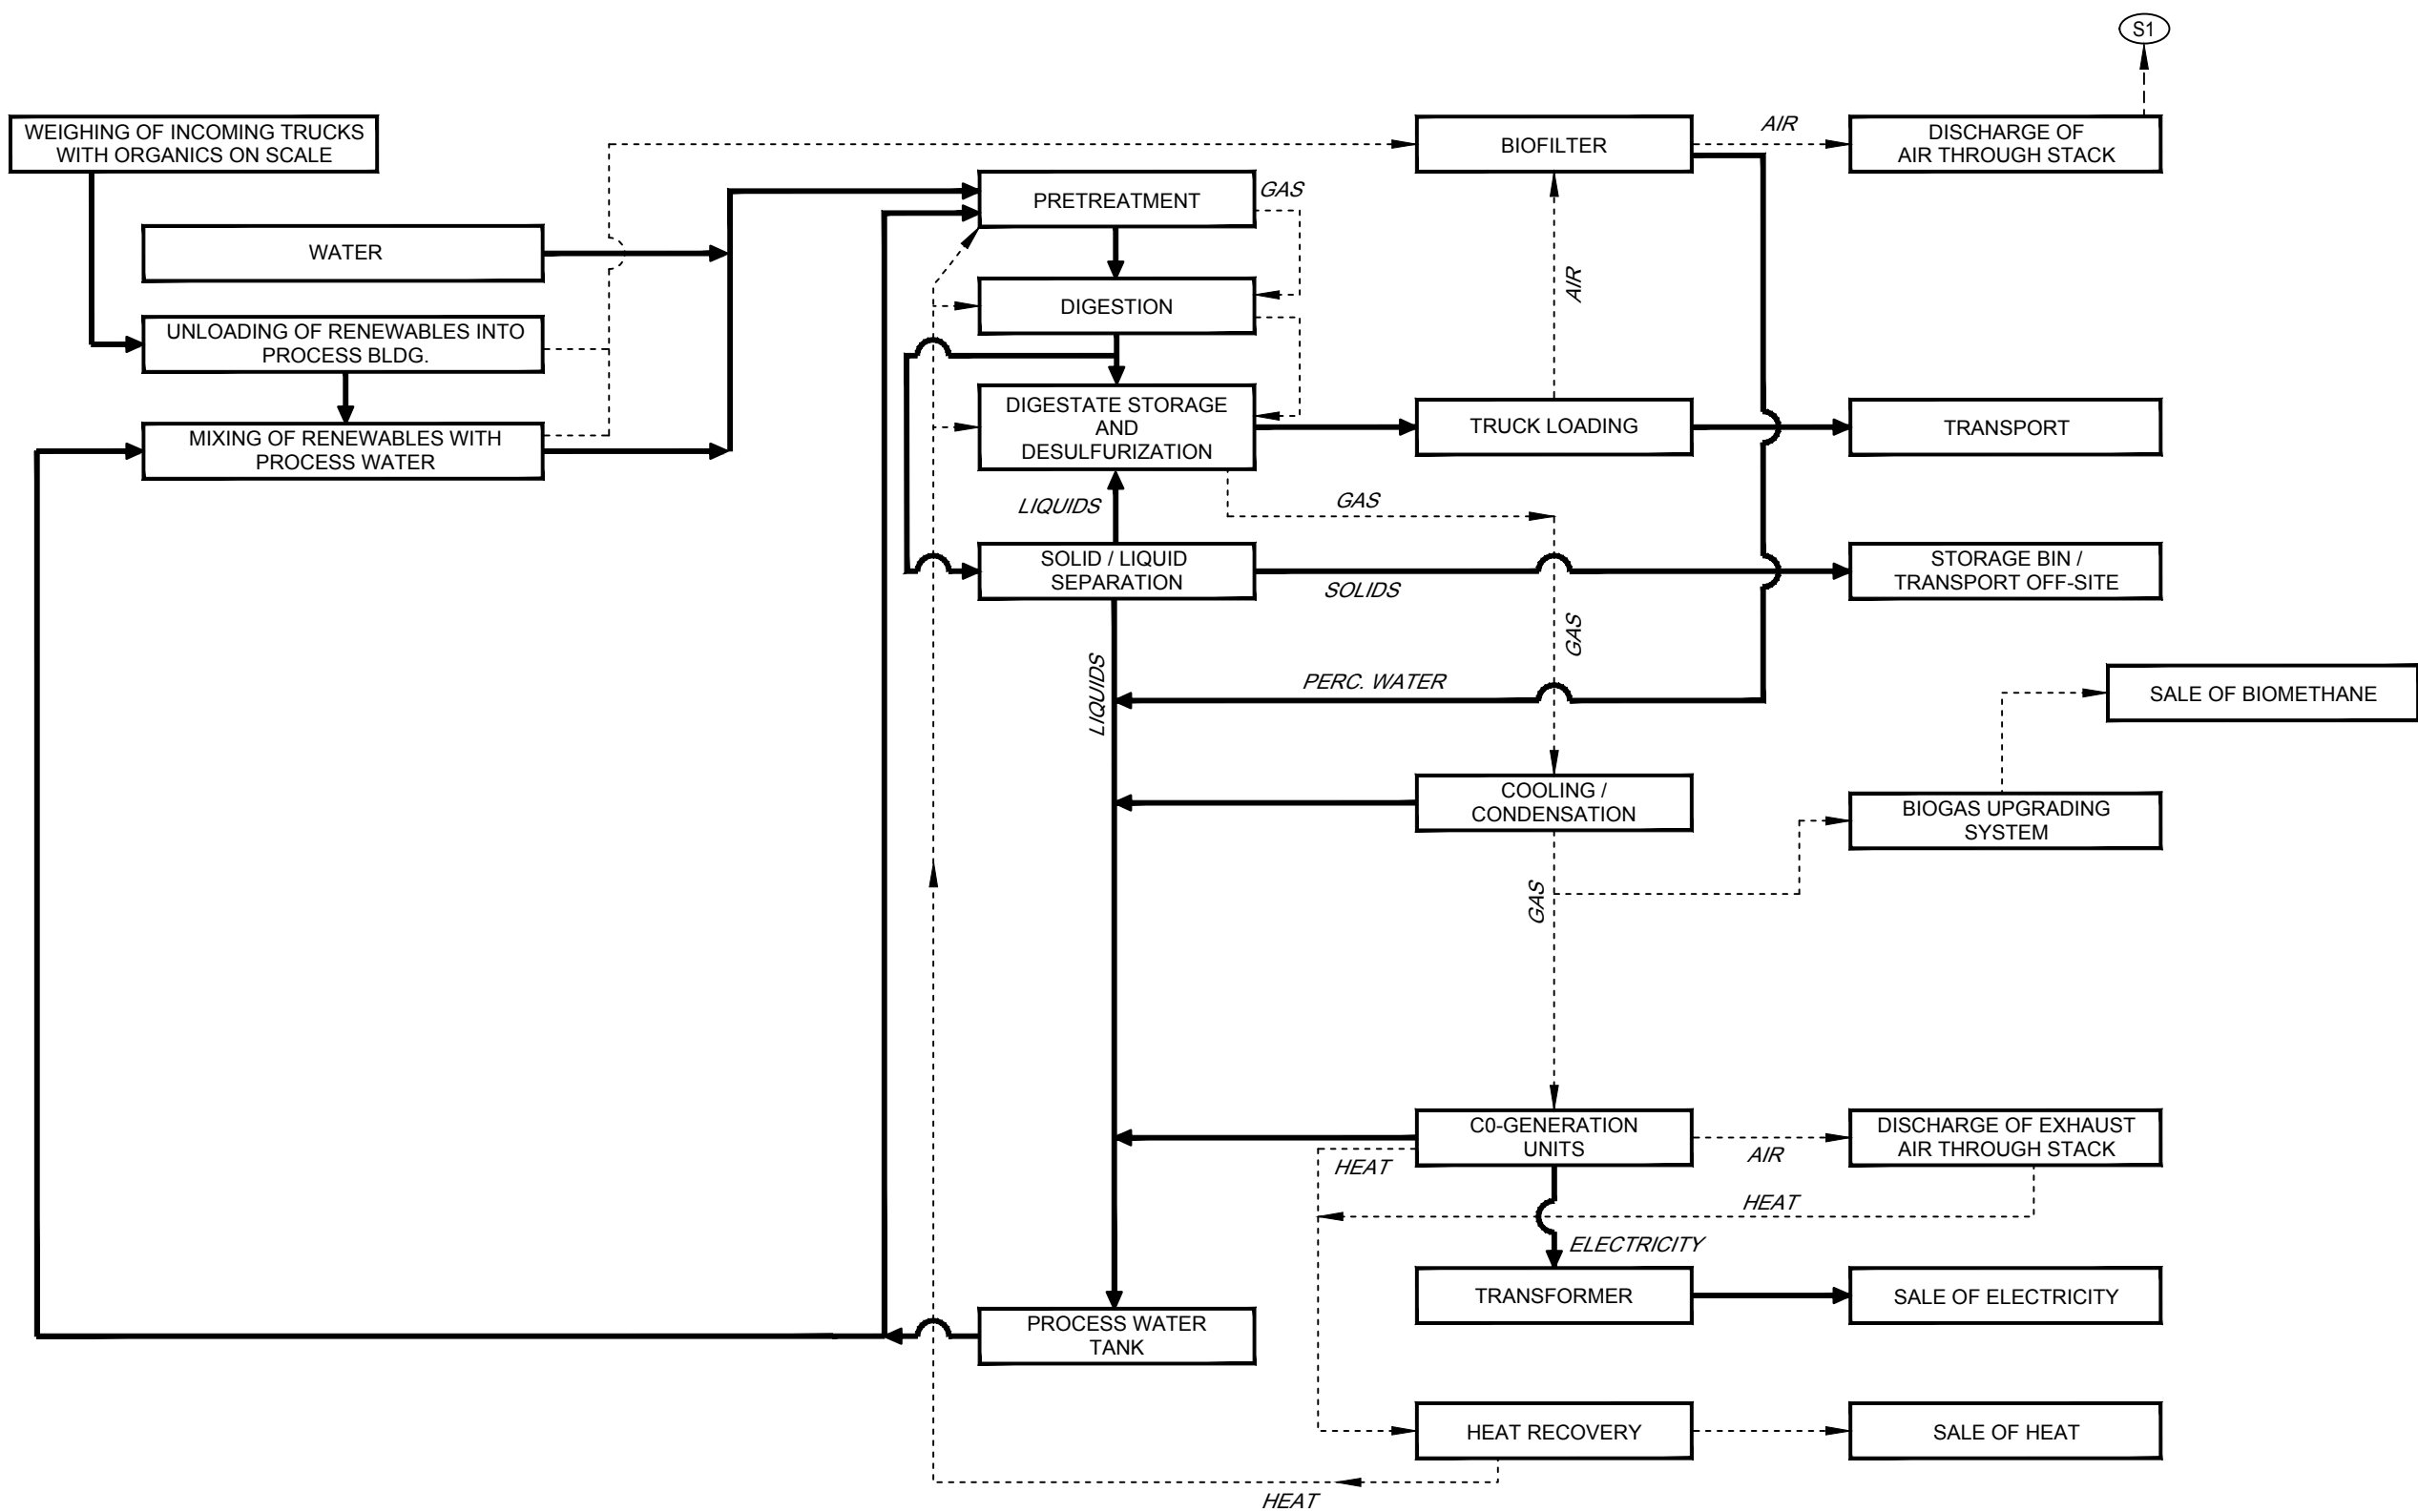 S1
WEIGHING OF INCOMING TRUCKS
WITH ORGANICS ON SCALE
BIOFILTER
AIR
DISCHARGE OF
AIR THROUGH STACK
PRETREATMENT
GAS
WATER
AIR
DIGESTION
UNLOADING OF RENEWABLES INTO
PROCESS BLDG.
DIGESTATE STORAGE
AND
DESULFURIZATION
TRUCK LOADING
TRANSPORT
MIXING OF RENEWABLES WITH
PROCESS WATER
LIQUIDS
GAS
SOLID / LIQUID
SEPARATION
SOLIDS
STORAGE BIN /
TRANSPORT OFF-SITE
GAS
LIQUIDS
PERC. WATER
SALE OF BIOMETHANE
COOLING /
CONDENSATION
BIOGAS UPGRADING
SYSTEM
GAS
C0-GENERATION
UNITS
AIR
DISCHARGE OF EXHAUST
AIR THROUGH STACK
HEAT
HEAT
ELECTRICITY
TRANSFORMER
SALE OF ELECTRICITY
PROCESS WATER
TANK
HEAT RECOVERY
SALE OF HEAT
HEAT